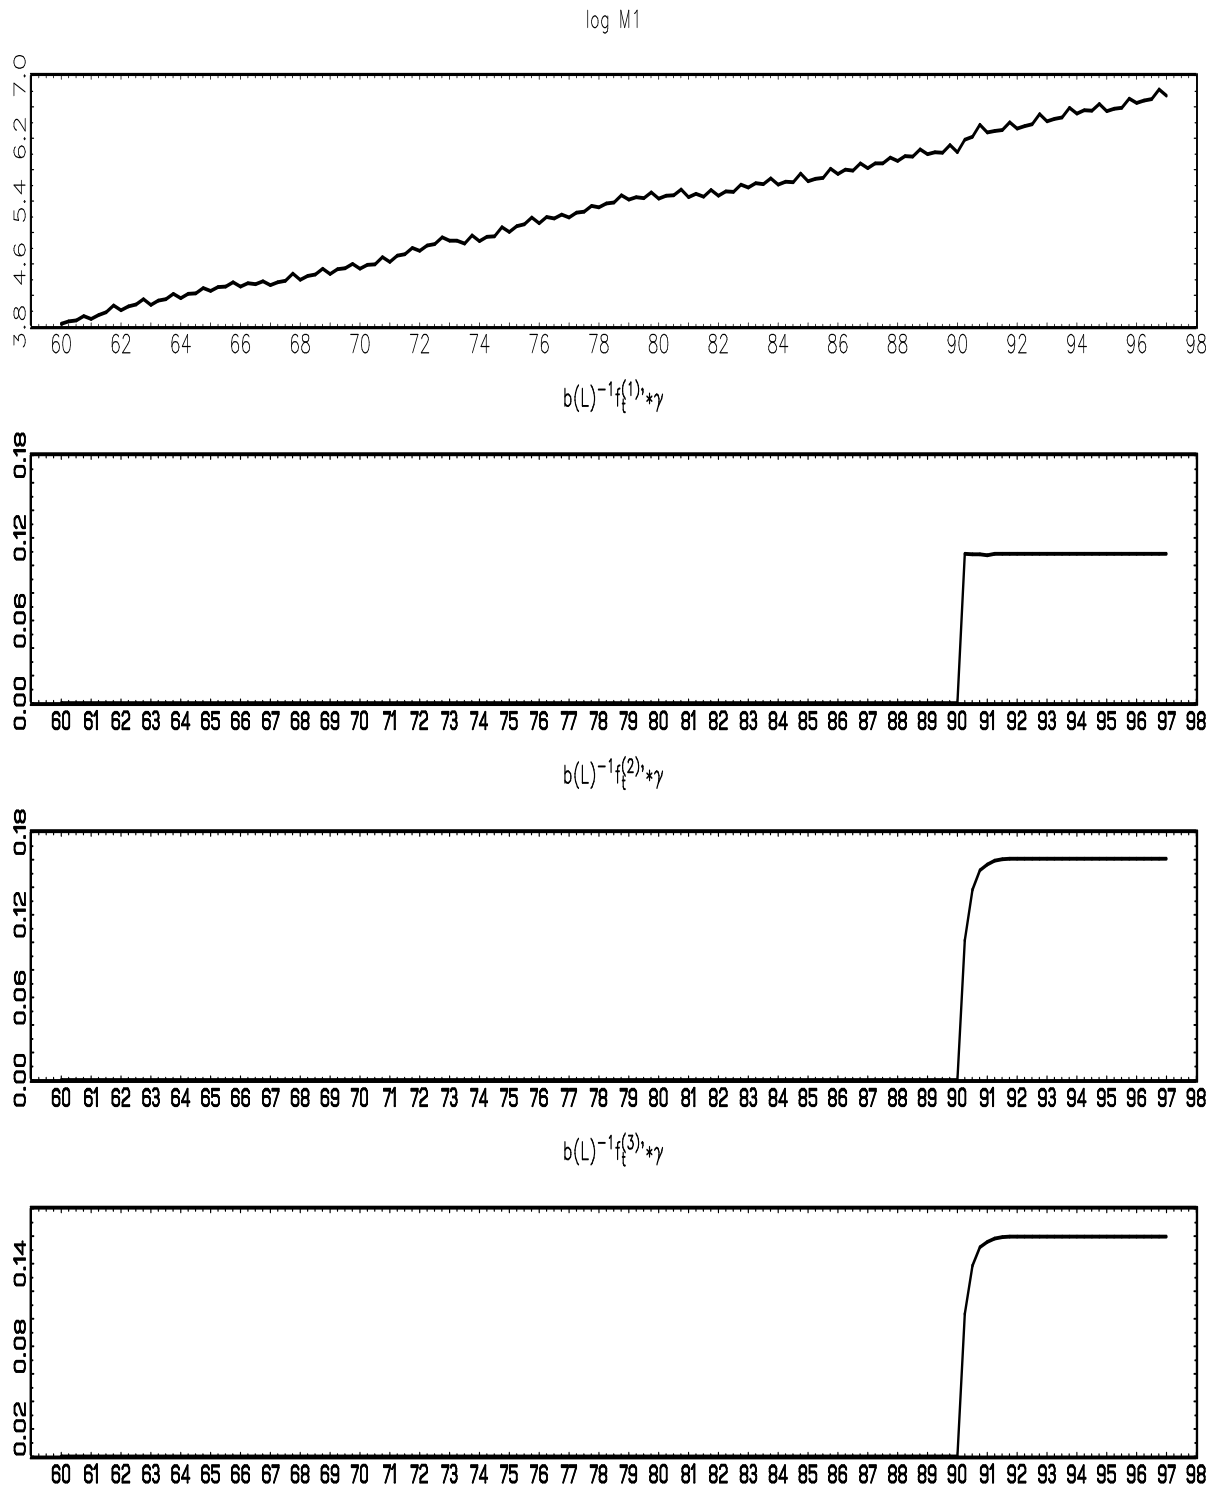 log M1
7.0
6.2
5.4
4.6
3.8
60 62 64 66 68 70 72 74 76 78 80 82 84 86 88 90 92 94 96 98
b(L)⁻¹f_t^(1)'*γ
0.18
0.12
0.06
0.00
60 61 62 63 64 65 66 67 68 69 70 71 72 73 74 75 76 77 78 79 80 81 82 83 84 85 86 87 88 89 90 91 92 93 94 95 96 97 98
b(L)⁻¹f_t^(2)'*γ
0.18
0.12
0.06
0.00
60 61 62 63 64 65 66 67 68 69 70 71 72 73 74 75 76 77 78 79 80 81 82 83 84 85 86 87 88 89 90 91 92 93 94 95 96 97 98
b(L)⁻¹f_t^(3)'*γ
0.14
0.08
0.02
60 61 62 63 64 65 66 67 68 69 70 71 72 73 74 75 76 77 78 79 80 81 82 83 84 85 86 87 88 89 90 91 92 93 94 95 96 97 98